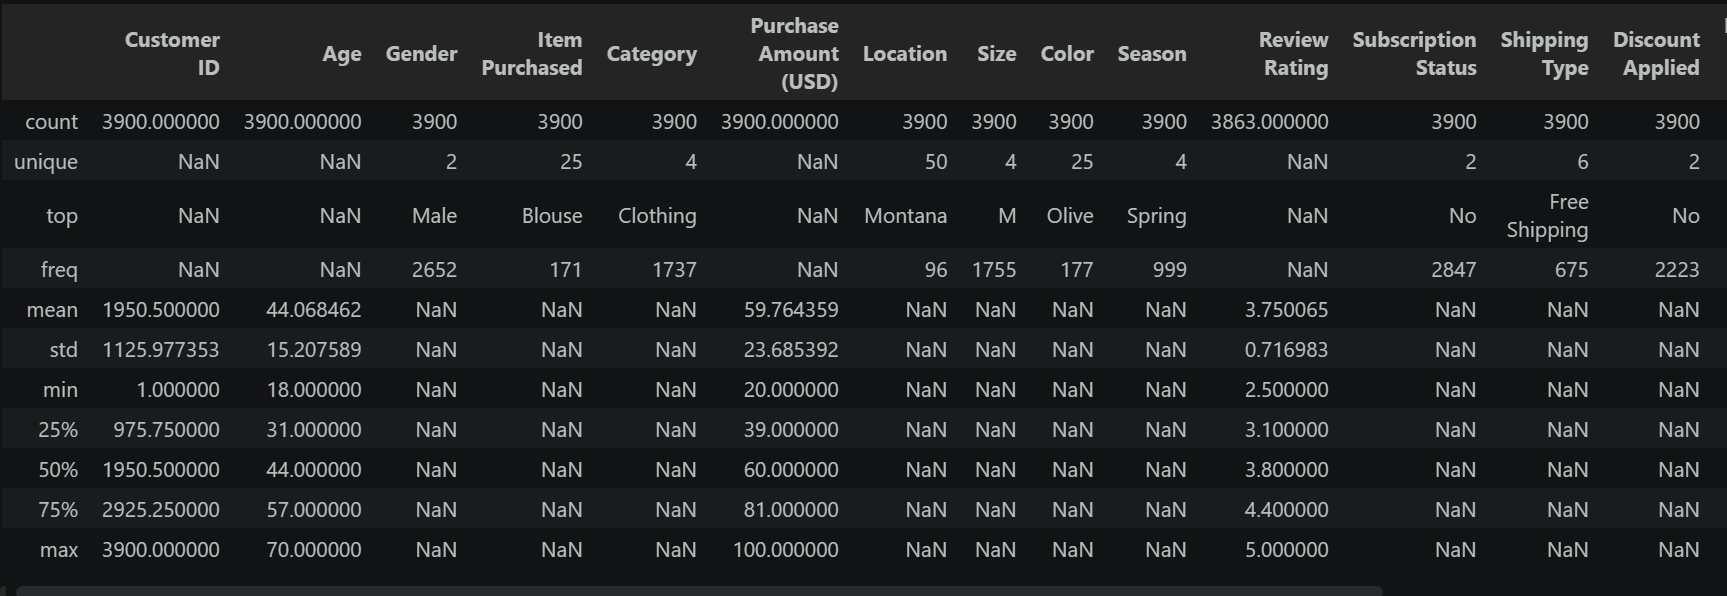 Customer ID Age Gender Item Purchased Category Purchase Amount (USD) Location Size Color Season Review Rating Subscription Status Shipping Type Discount Applied
count 3900.000000 3900.000000 3900 3900 3900 3900.000000 3900 3900 3900 3900 3863.000000 3900 3900 3900
unique NaN NaN 2 25 4 NaN 50 4 25 4 NaN 2 6 2
top NaN NaN Male Blouse Clothing NaN Montana M Olive Spring NaN No Free Shipping No
freq NaN NaN 2652 171 1737 NaN 96 1755 177 999 NaN 2847 675 2223
mean 1950.500000 44.068462 NaN NaN NaN 59.764359 NaN NaN NaN NaN 3.750065 NaN NaN NaN
std 1125.977353 15.207589 NaN NaN NaN 23.685392 NaN NaN NaN NaN 0.716983 NaN NaN NaN
min 1.000000 18.000000 NaN NaN NaN 20.000000 NaN NaN NaN NaN 2.500000 NaN NaN NaN
25% 975.750000 31.000000 NaN NaN NaN 39.000000 NaN NaN NaN NaN 3.100000 NaN NaN NaN
50% 1950.500000 44.000000 NaN NaN NaN 60.000000 NaN NaN NaN NaN 3.800000 NaN NaN NaN
75% 2925.250000 57.000000 NaN NaN NaN 81.000000 NaN NaN NaN NaN 4.400000 NaN NaN NaN
max 3900.000000 70.000000 NaN NaN NaN 100.000000 NaN NaN NaN NaN 5.000000 NaN NaN NaN